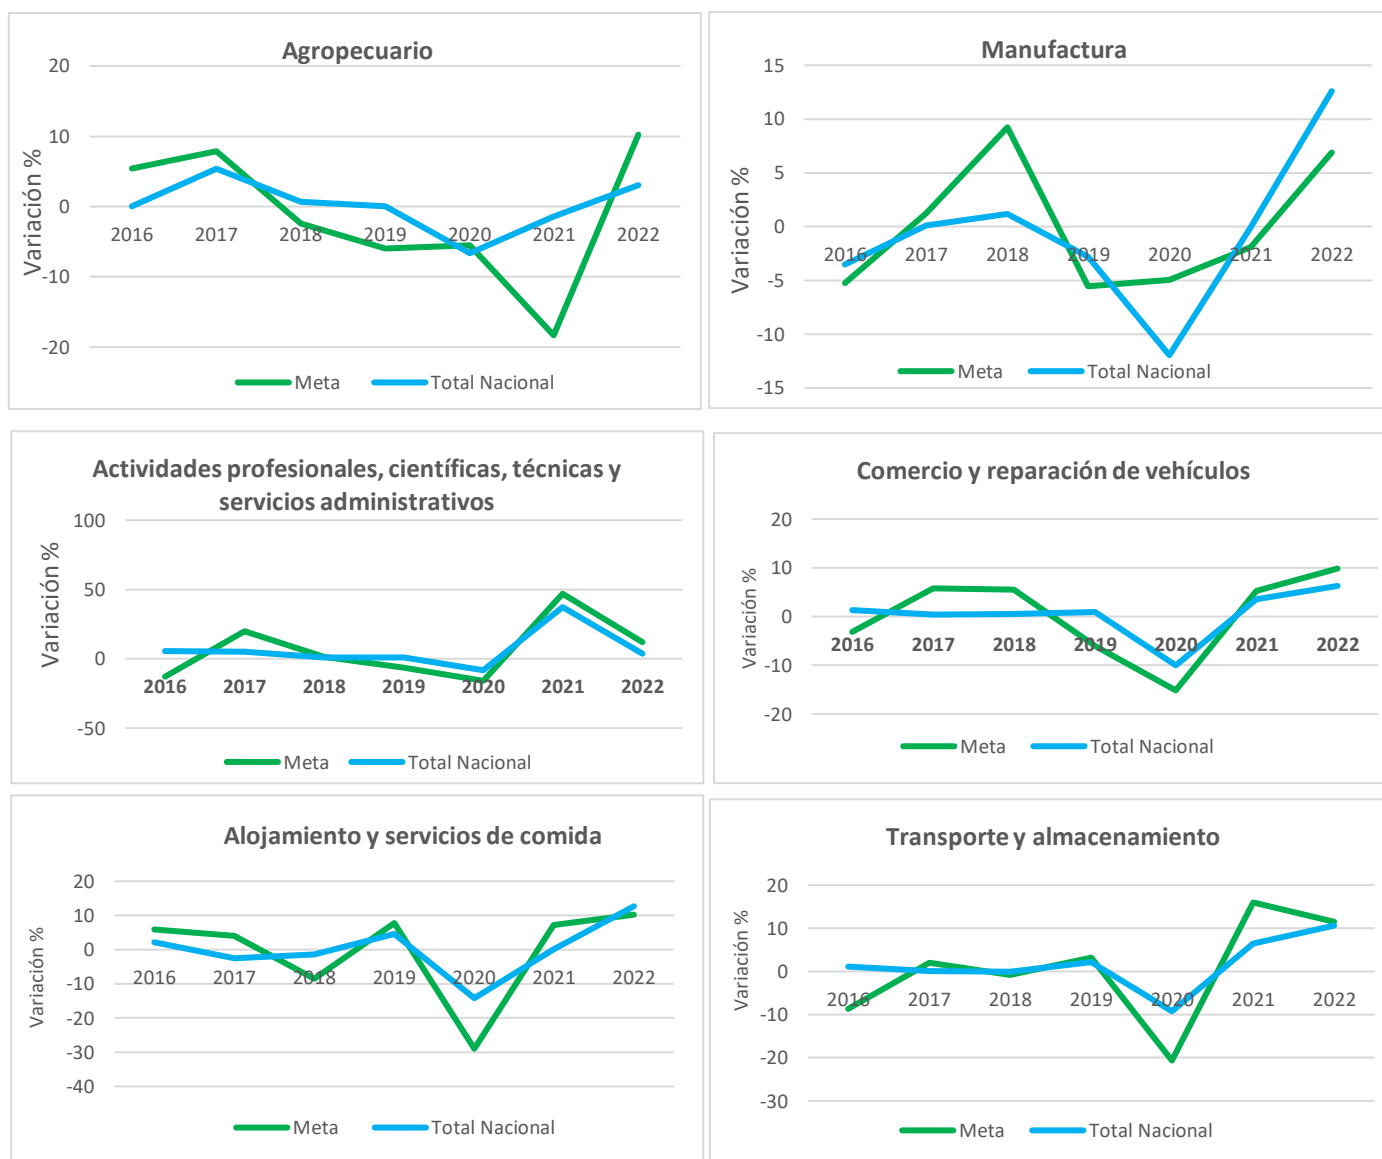 Agropecuario
20
10
0
-10
-20
Variación %
2016 2017 2018 2019 2020 2021 2022
Meta Total Nacional
Manufactura
15
10
5
0
-5
-10
-15
Variación %
2016 2017 2018 2019 2020 2021 2022
Meta Total Nacional
Actividades profesionales, científicas, técnicas y
servicios administrativos
100
50
0
-50
Variación %
2016 2017 2018 2019 2020 2021 2022
Meta Total Nacional
Comercio y reparación de vehículos
20
10
0
-10
-20
Variación %
2016 2017 2018 2019 2020 2021 2022
Meta Total Nacional
Alojamiento y servicios de comida
20
10
0
-10
-20
-30
-40
Variación %
2016 2017 2018 2019 2020 2021 2022
Meta Total Nacional
Transporte y almacenamiento
20
10
0
-10
-20
-30
Variación %
2016 2017 2018 2019 2020 2021 2022
Meta Total Nacional